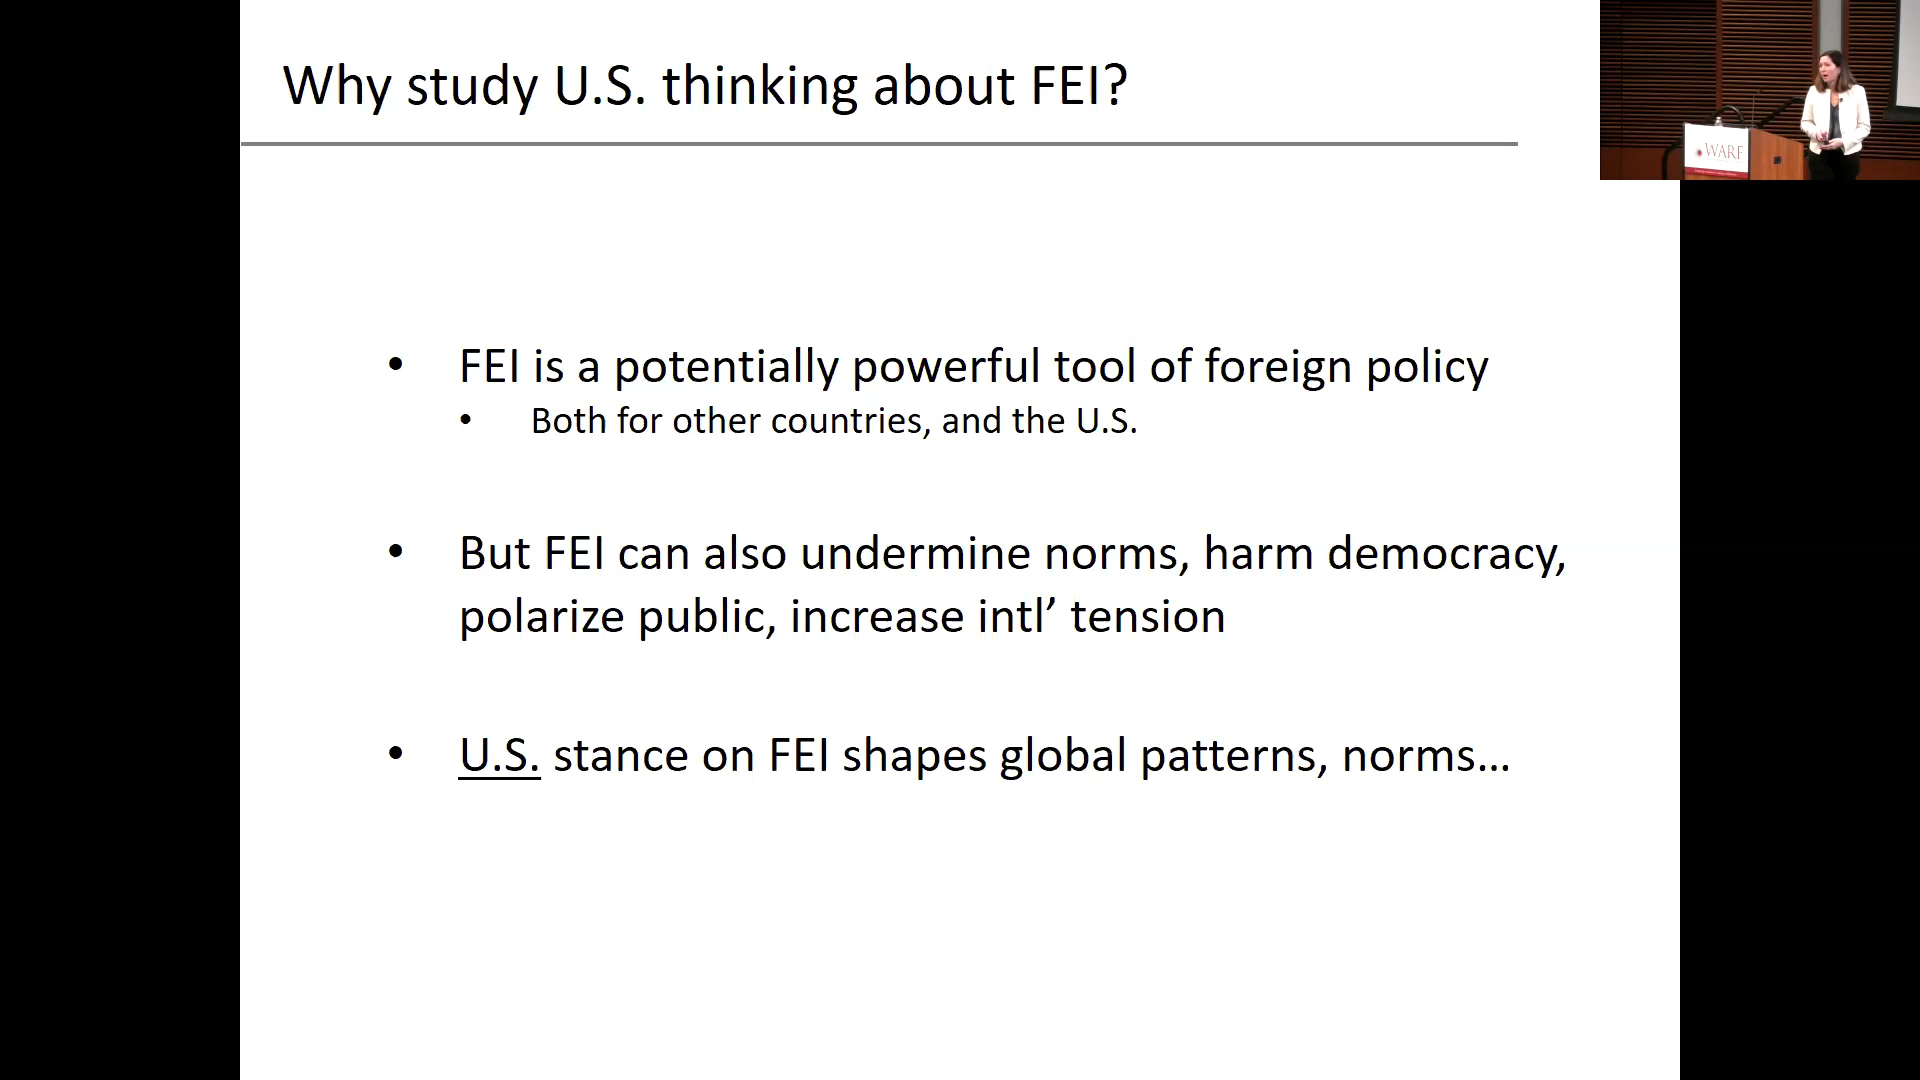 Why study U.S. thinking about FEI?
• FEI is a potentially powerful tool of foreign policy
• Both for other countries, and the U.S.
• But FEI can also undermine norms, harm democracy,
polarize public, increase intl’ tension
• U.S. stance on FEI shapes global patterns, norms…
WARF